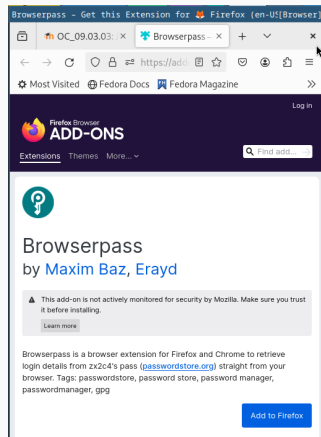 Browserpass - Get this Extension for 🦊 Firefox (en-US[Browser]
OC_09.03.03:
Browserpass –
https://add
Most Visited Fedora Docs Fedora Magazine
Log in
Firefox Browser
ADD-ONS
Extensions Themes More...
Find add...
Browserpass
by Maxim Baz, Erayd
This add-on is not actively monitored for security by Mozilla. Make sure you trust
it before installing.
Learn more
Browserpass is a browser extension for Firefox and Chrome to retrieve
login details from zx2c4's pass (passwordstore.org) straight from your
browser. Tags: passwordstore, password store, password manager,
passwordmanager, gpg
Add to Firefox